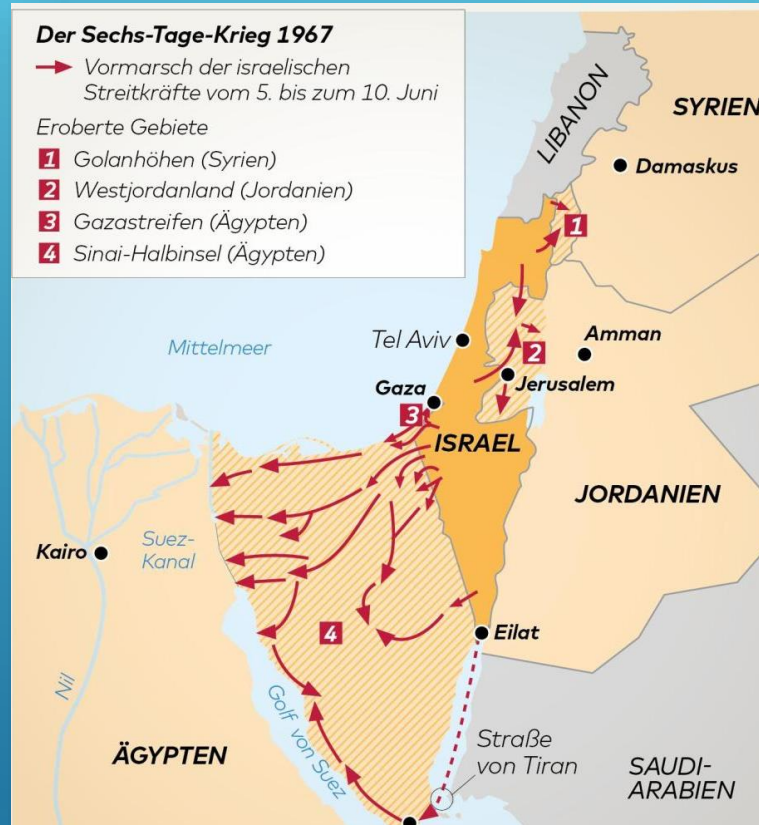 Der Sechs-Tage-Krieg 1967
Vormarsch der israelischen
Streitkräfte vom 5. bis zum 10. Juni
Eroberte Gebiete
1 Golanhöhen (Syrien)
2 Westjordanland (Jordanien)
3 Gazastreifen (Ägypten)
4 Sinai-Halbinsel (Ägypten)
LIBANON
SYRIEN
Damaskus
1
Mittelmeer
Tel Aviv
Amman
2
Jerusalem
Gaza
3
ISRAEL
JORDANIEN
Kairo
Suez-
Kanal
4
Eilat
Nil
Golf von Suez
Straße
von Tiran
ÄGYPTEN
SAUDI-
ARABIEN